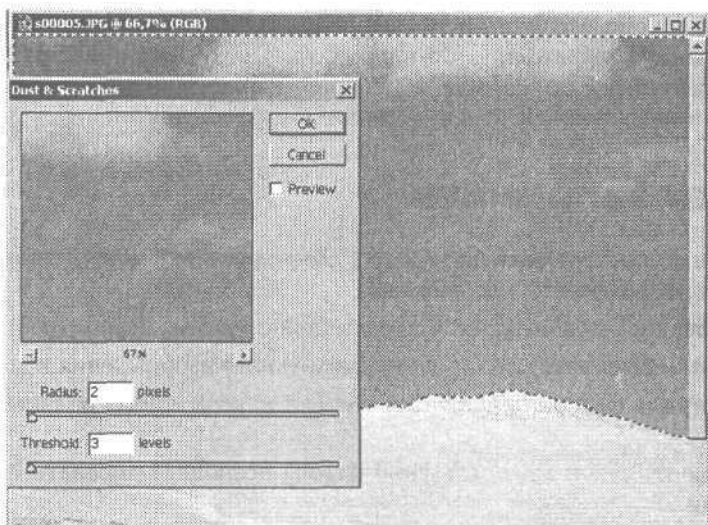 s00005.JPG @ 66,7% (RGB)
Dust & Scratches
OK
Cancel
Preview
67%
Radius: 2 pixels
Threshold: 3 levels